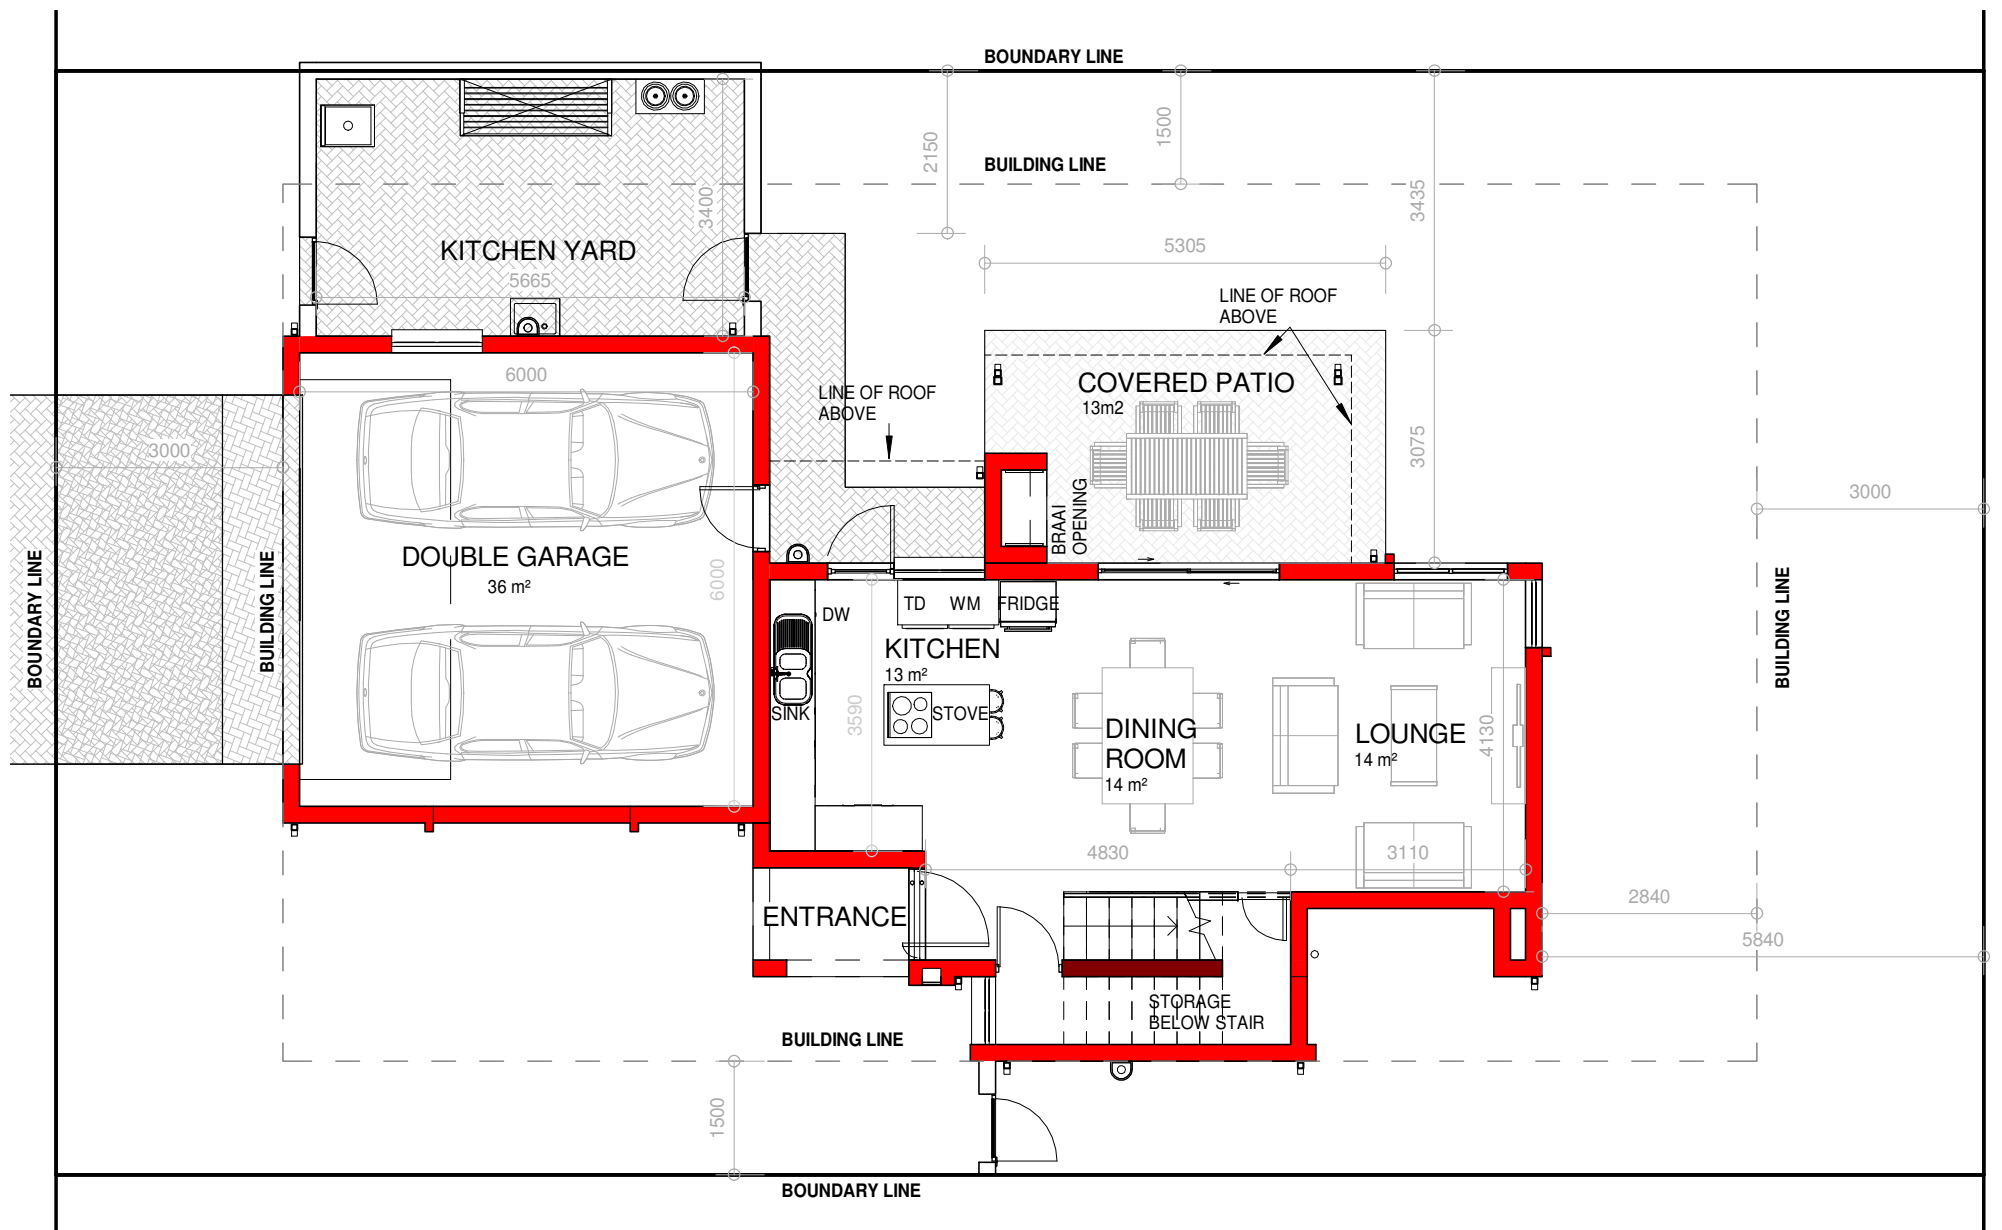 BOUNDARY LINE
2150
1500
BUILDING LINE
3400
3435
KITCHEN YARD
5665
5305
LINE OF ROOF
ABOVE
6000
LINE OF ROOF
ABOVE
COVERED PATIO
13m2
3000
3075
BRAAI
OPENING
3000
DOUBLE GARAGE
36 m²
6000
BOUNDARY LINE
BUILDING LINE
DW
TD
WM
FRIDGE
KITCHEN
13 m²
SINK
STOVE
3590
DINING
ROOM
14 m²
LOUNGE
14 m²
4130
BUILDING LINE
4830
3110
2840
5840
ENTRANCE
STORAGE
BELOW STAIR
BUILDING LINE
1500
BOUNDARY LINE